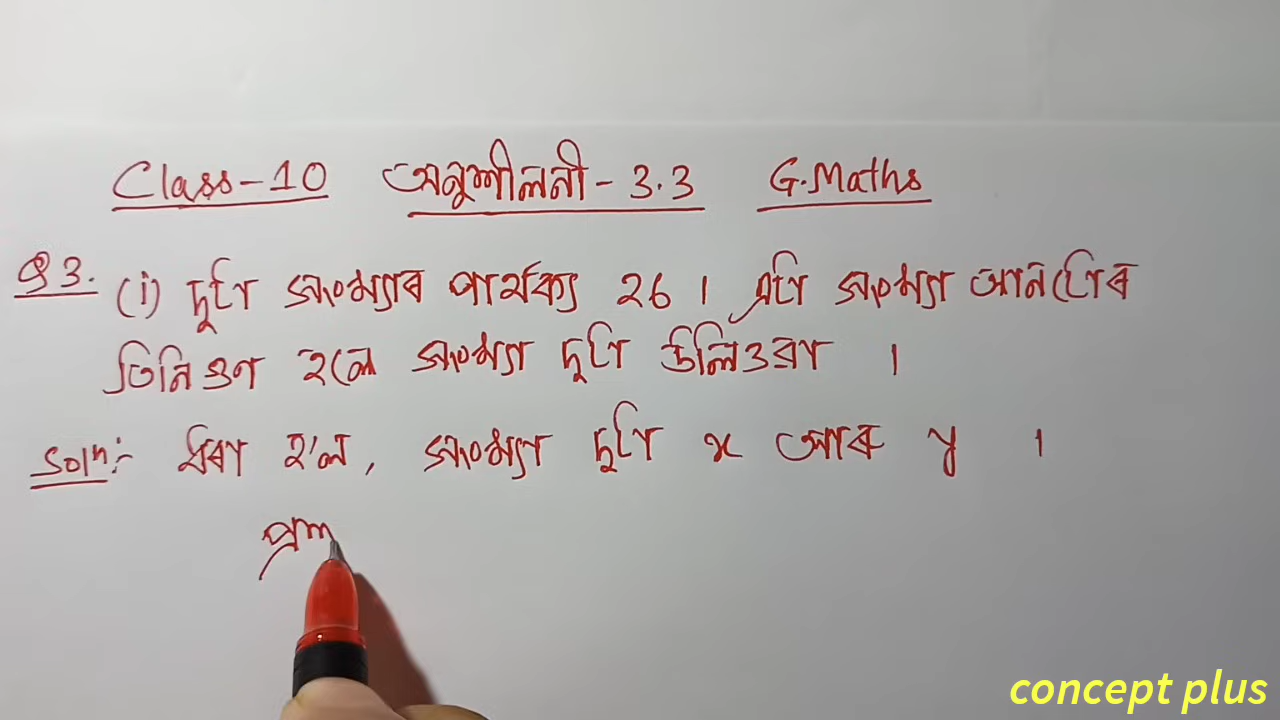 Class-10 অনুশীলনী-3.3 G.Maths
Q3. (i) দুটা সংখ্যাৰ পাৰ্থক্য 26 । এটা সংখ্যা আনটোৰ
তিনিগুণ হলে সংখ্যা দুটা উলিওৱা ।
Soln:- ধৰা হ'ল, সংখ্যা দুটা x আৰু y ।
concept plus